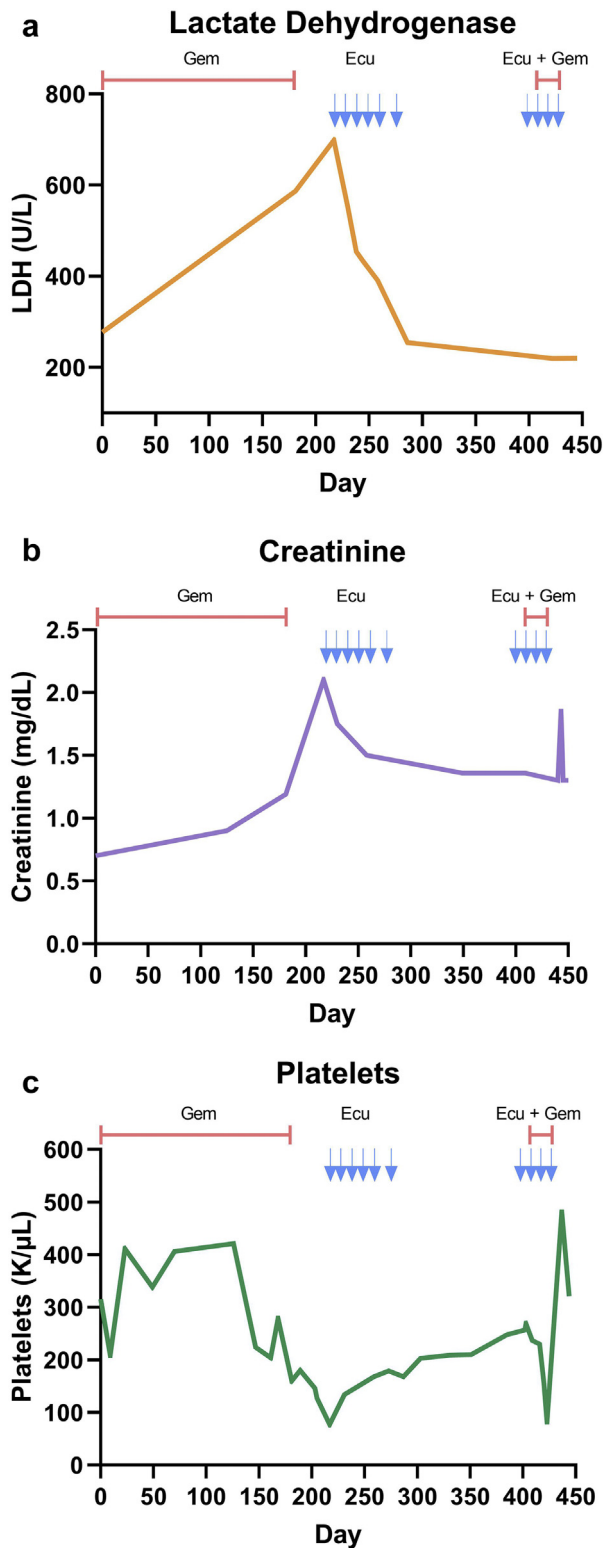 a Lactate Dehydrogenase
Gem Ecu Ecu + Gem
800
600
400
200
LDH (U/L)
0 50 100 150 200 250 300 350 400 450
Day
b Creatinine
Gem Ecu Ecu + Gem
2.5
2.0
1.5
1.0
0.5
0.0
Creatinine (mg/dL)
0 50 100 150 200 250 300 350 400 450
Day
c Platelets
Gem Ecu Ecu + Gem
600
500
400
300
200
100
0
Platelets (K/μL)
0 50 100 150 200 250 300 350 400 450
Day